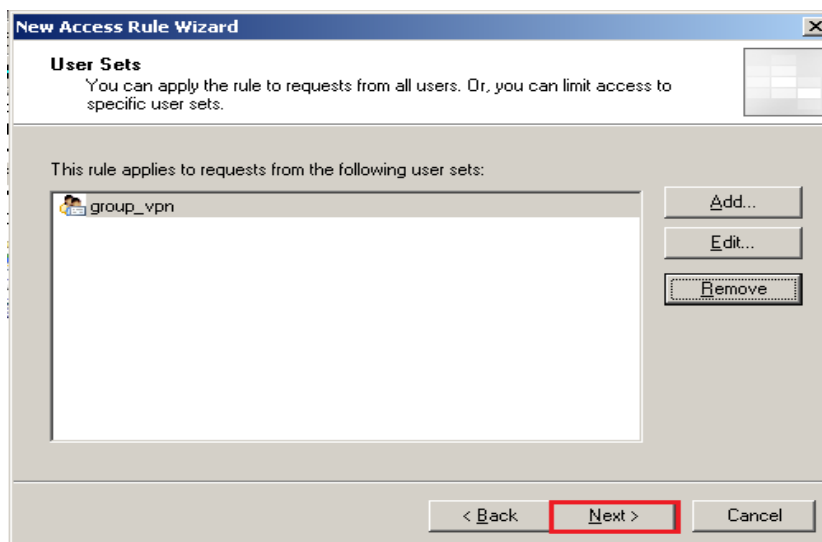 New Access Rule Wizard
User Sets
You can apply the rule to requests from all users. Or, you can limit access to
specific user sets.
This rule applies to requests from the following user sets:
group_vpn
Add...
Edit...
Remove
< Back
Next >
Cancel